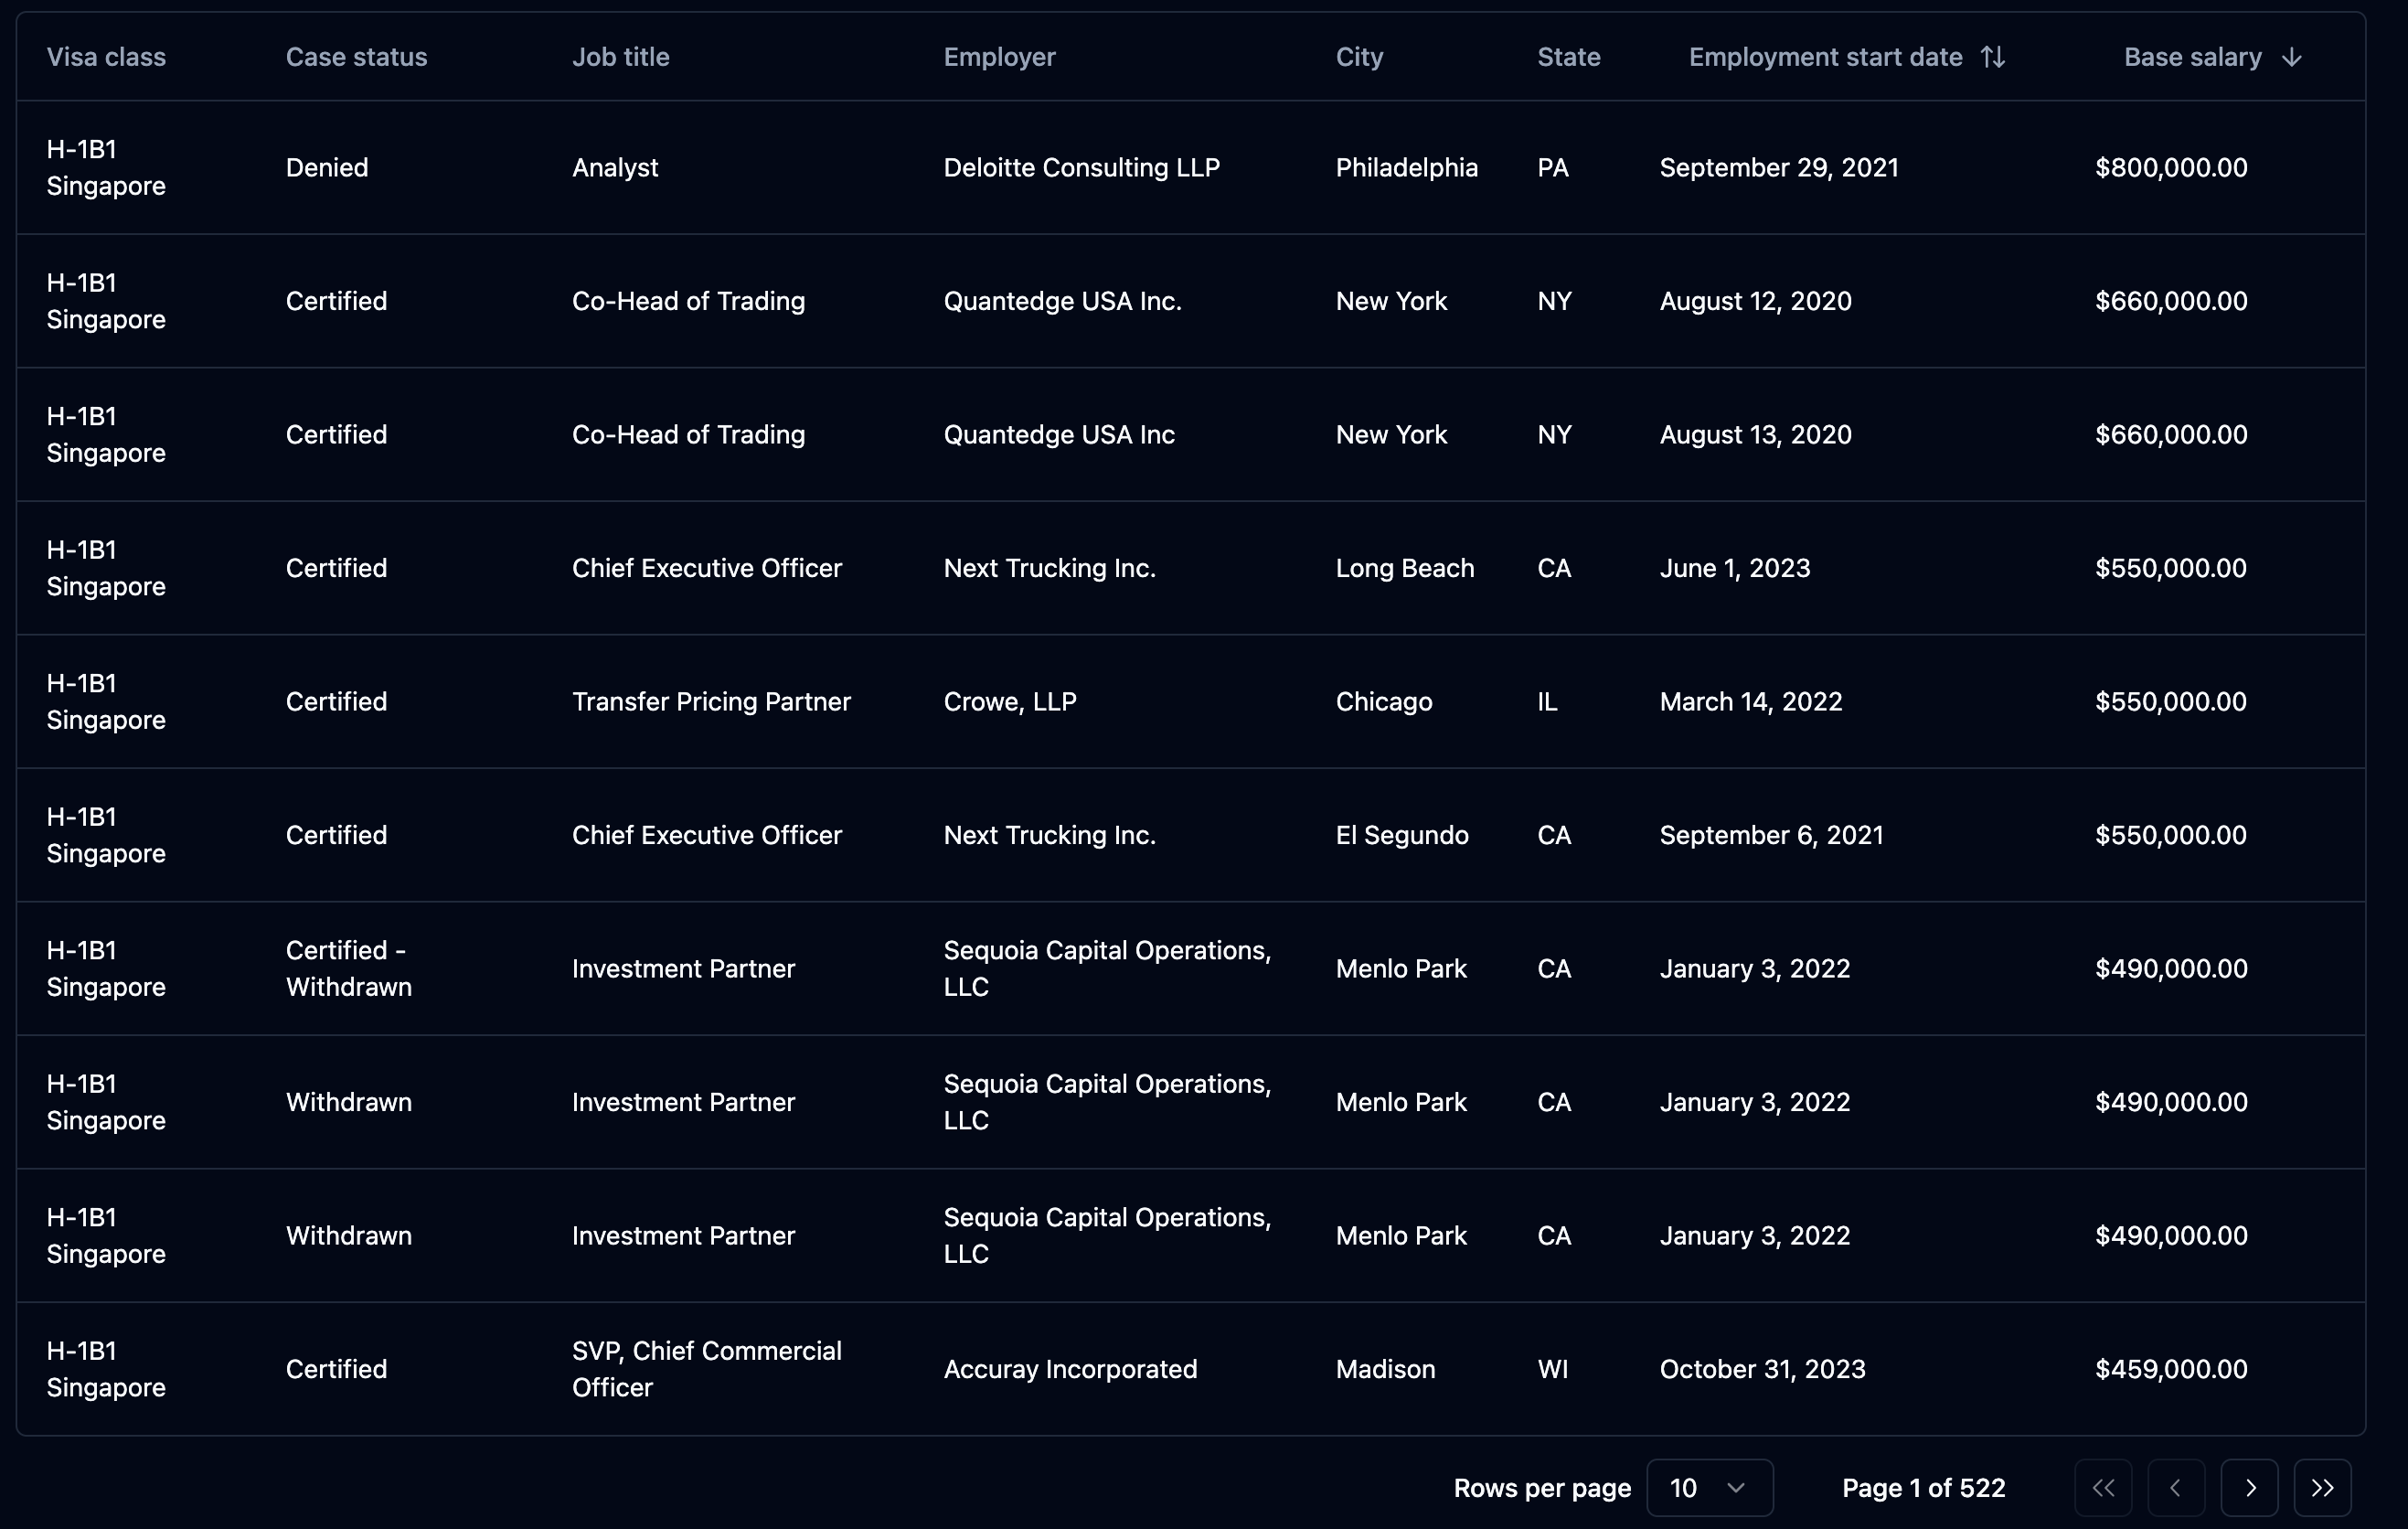 Visa class Case status Job title Employer City State Employment start date Base salary
H-1B1 Singapore Denied Analyst Deloitte Consulting LLP Philadelphia PA September 29, 2021 $800,000.00
H-1B1 Singapore Certified Co-Head of Trading Quantedge USA Inc. New York NY August 12, 2020 $660,000.00
H-1B1 Singapore Certified Co-Head of Trading Quantedge USA Inc New York NY August 13, 2020 $660,000.00
H-1B1 Singapore Certified Chief Executive Officer Next Trucking Inc. Long Beach CA June 1, 2023 $550,000.00
H-1B1 Singapore Certified Transfer Pricing Partner Crowe, LLP Chicago IL March 14, 2022 $550,000.00
H-1B1 Singapore Certified Chief Executive Officer Next Trucking Inc. El Segundo CA September 6, 2021 $550,000.00
H-1B1 Singapore Certified - Withdrawn Investment Partner Sequoia Capital Operations, LLC Menlo Park CA January 3, 2022 $490,000.00
H-1B1 Singapore Withdrawn Investment Partner Sequoia Capital Operations, LLC Menlo Park CA January 3, 2022 $490,000.00
H-1B1 Singapore Withdrawn Investment Partner Sequoia Capital Operations, LLC Menlo Park CA January 3, 2022 $490,000.00
H-1B1 Singapore Certified SVP, Chief Commercial Officer Accuray Incorporated Madison WI October 31, 2023 $459,000.00
Rows per page 10 Page 1 of 522